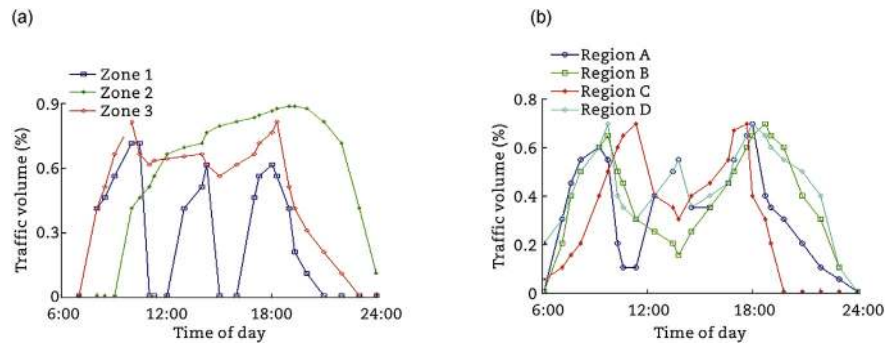 (a)
Zone 1
Zone 2
Zone 3
Traffic volume (%)
0.9
0.6
0.3
0
6:00 12:00 18:00 24:00
Time of day
(b)
Region A
Region B
Region C
Region D
Traffic volume (%)
0.8
0.6
0.4
0.2
0
6:00 12:00 18:00 24:00
Time of day